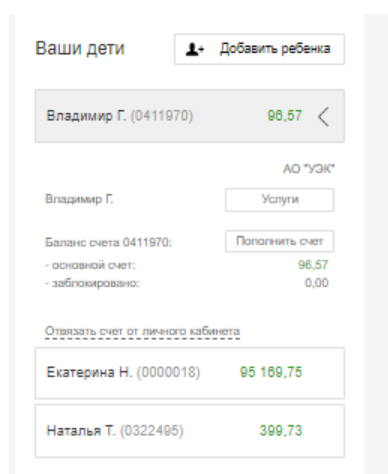 Ваши дети
Добавить ребенка
Владимир Г. (0411970) 96,57
АО "УЭК"
Владимир Г. Услуги
Баланс счета 0411970: Пополнить счет
- основной счет: 96,57
- заблокировано: 0,00
Отвязать счет от личного кабинета
Екатерина Н. (0000018) 95 169,75
Наталья Т. (0322495) 399,73